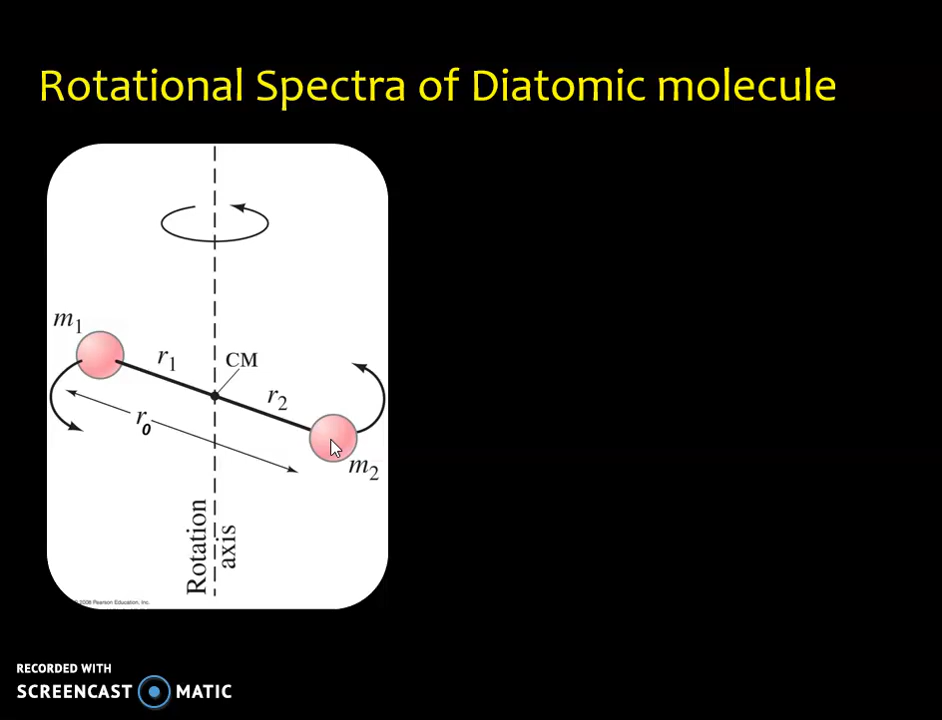 Rotational Spectra of Diatomic molecule
m1
r1
CM
r2
r0
m2
Rotation
axis
2008 Pearson Education, Inc.
RECORDED WITH
SCREENCAST MATIC